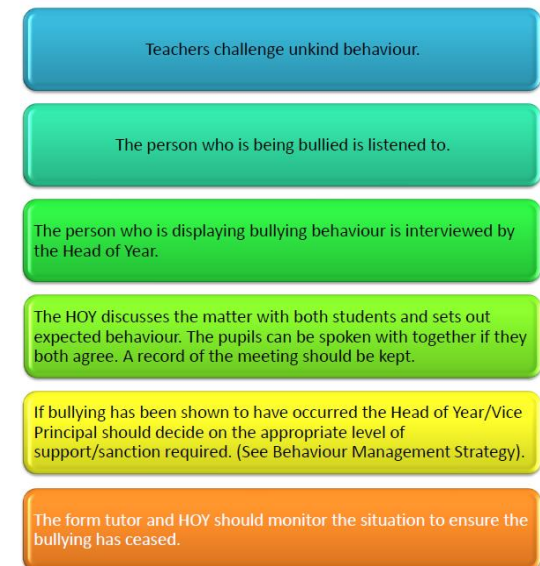 Teachers challenge unkind behaviour.
The person who is being bullied is listened to.
The person who is displaying bullying behaviour is interviewed by
the Head of Year.
The HOY discusses the matter with both students and sets out
expected behaviour. The pupils can be spoken with together if they
both agree. A record of the meeting should be kept.
If bullying has been shown to have occurred the Head of Year/Vice
Principal should decide on the appropriate level of
support/sanction required. (See Behaviour Management Strategy).
The form tutor and HOY should monitor the situation to ensure the
bullying has ceased.